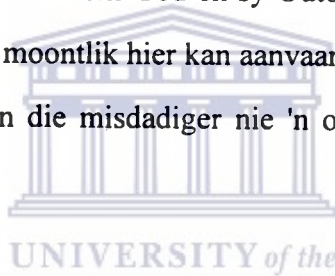 moontlik hier kan aanvaar
n die misdadiger nie 'n o
UNIVERSITY of the